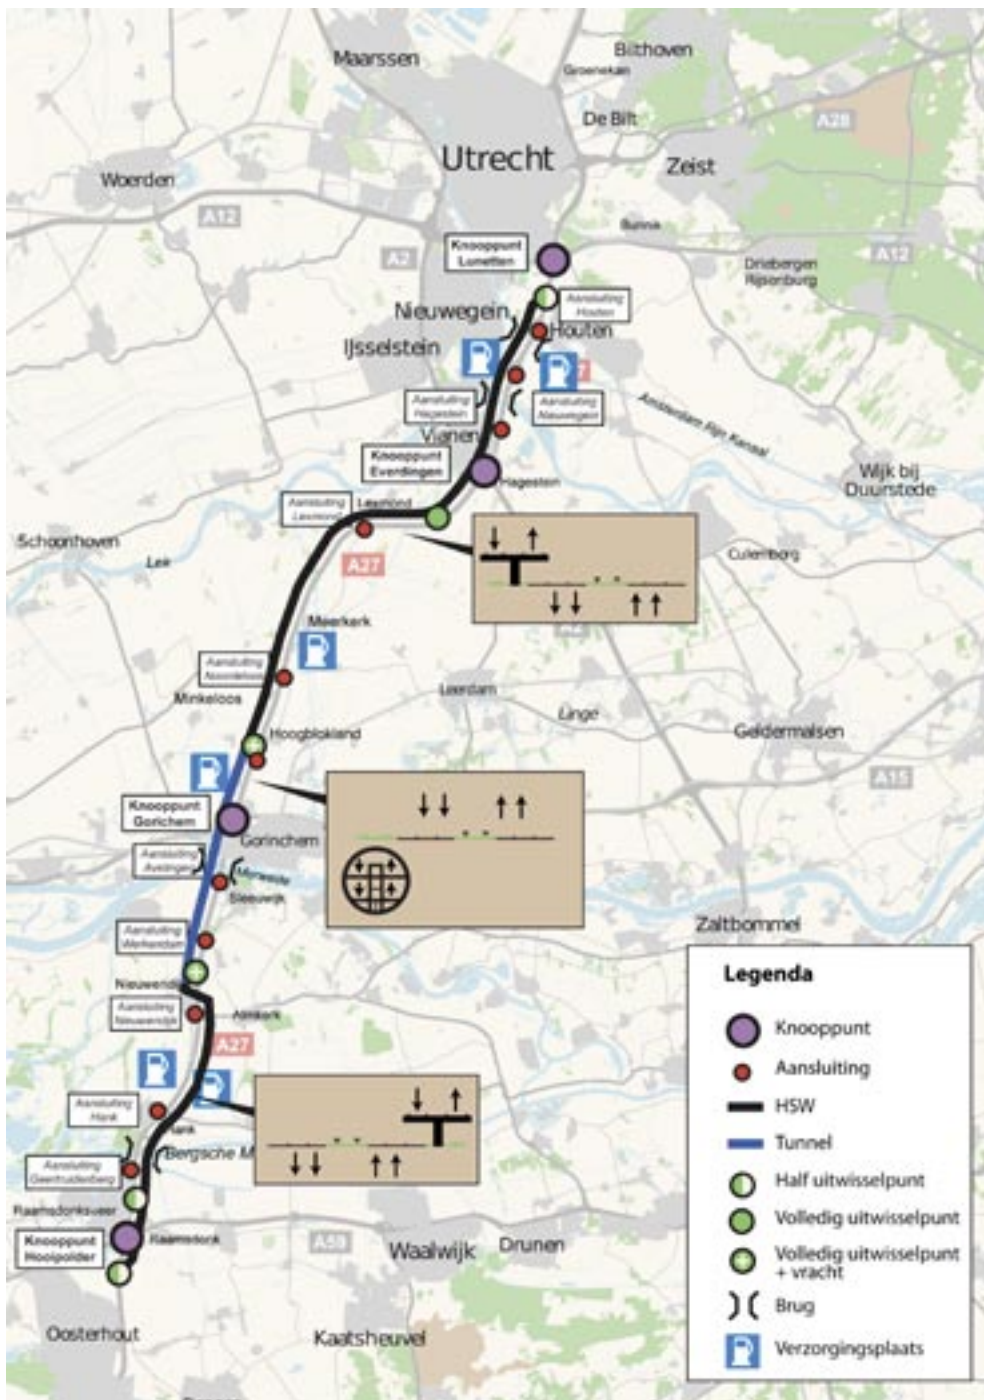 Maarssen
Bilthoven
Groenekan
De Bilt
A28
Utrecht
Zeist
Woerden
A12
Bunnik
Knooppunt
Lunetten
A2
A12
Driebergen
Rijsenburg
Aansluiting
Houten
Nieuwegein
Houten
IJsselstein
Aansluiting
Hagestein
Aansluiting
Nieuwegein
Amsterdam Rijn Kanaal
Vianen
Knooppunt
Everdingen
Hagestein
Wijk bij
Duurstede
Aansluiting
Lexmond
Lexmond
Schoonhoven
Lek
A27
Culemborg
Meerkerk
Aansluiting
Noordeloos
Minkeloos
Leerdam
Linge
Hoogblokland
Geldermalsen
A15
Knooppunt
Gorichem
Gorinchem
Aansluiting
Avelingen
Merwede
Sleeuwijk
Aansluiting
Werkendam
Zaltbommel
Nieuwendi
Aansluiting
Nieuwendijk
Almkerk
A27
Aansluiting
Hank
Hank
Bergsche M
Aansluiting
Geertruidenberg
Raamsdonksveer
Knooppunt
Hooipolder
Raamsdonk
A59
Waalwijk
Drunen
Oosterhout
Kaatsheuvel
Legenda
Knooppunt
Aansluiting
HSW
Tunnel
Half uitwisselpunt
Volledig uitwisselpunt
Volledig uitwisselpunt
+ vracht
Brug
Verzorgingsplaats